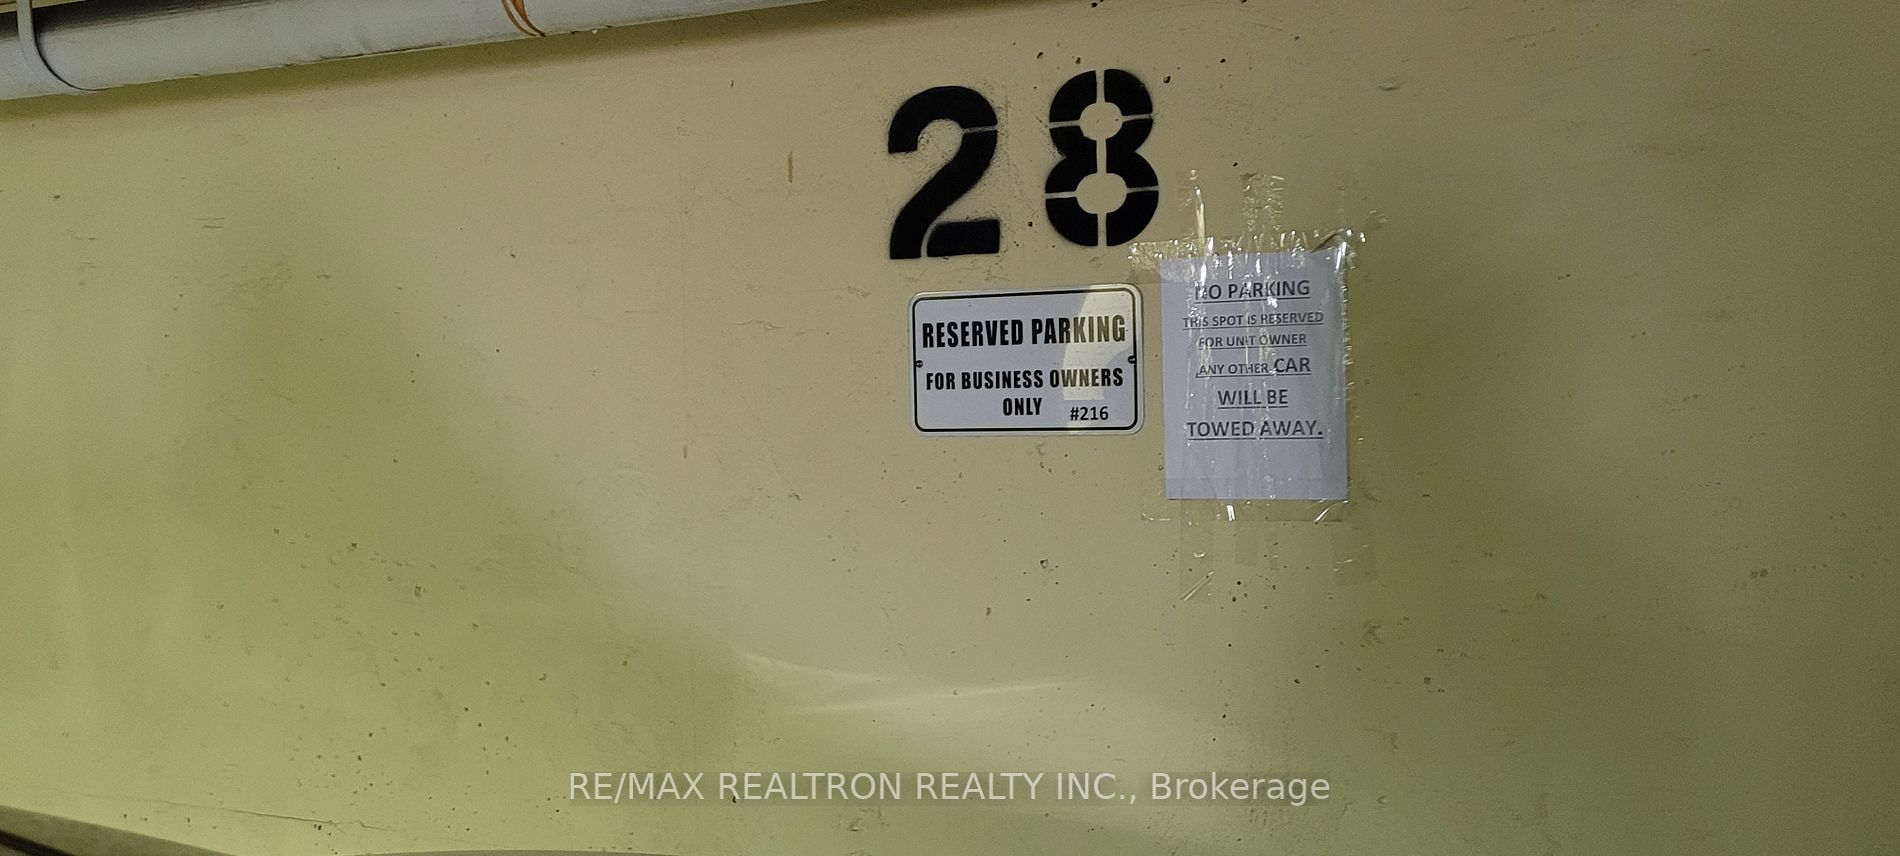 28
RESERVED PARKING
FOR BUSINESS OWNERS
ONLY #216
NO PARKING
THIS SPOT IS RESERVED
FOR UNIT OWNER
ANY OTHER CAR
WILL BE
TOWED AWAY.
RE/MAX REALTRON REALTY INC., Brokerage